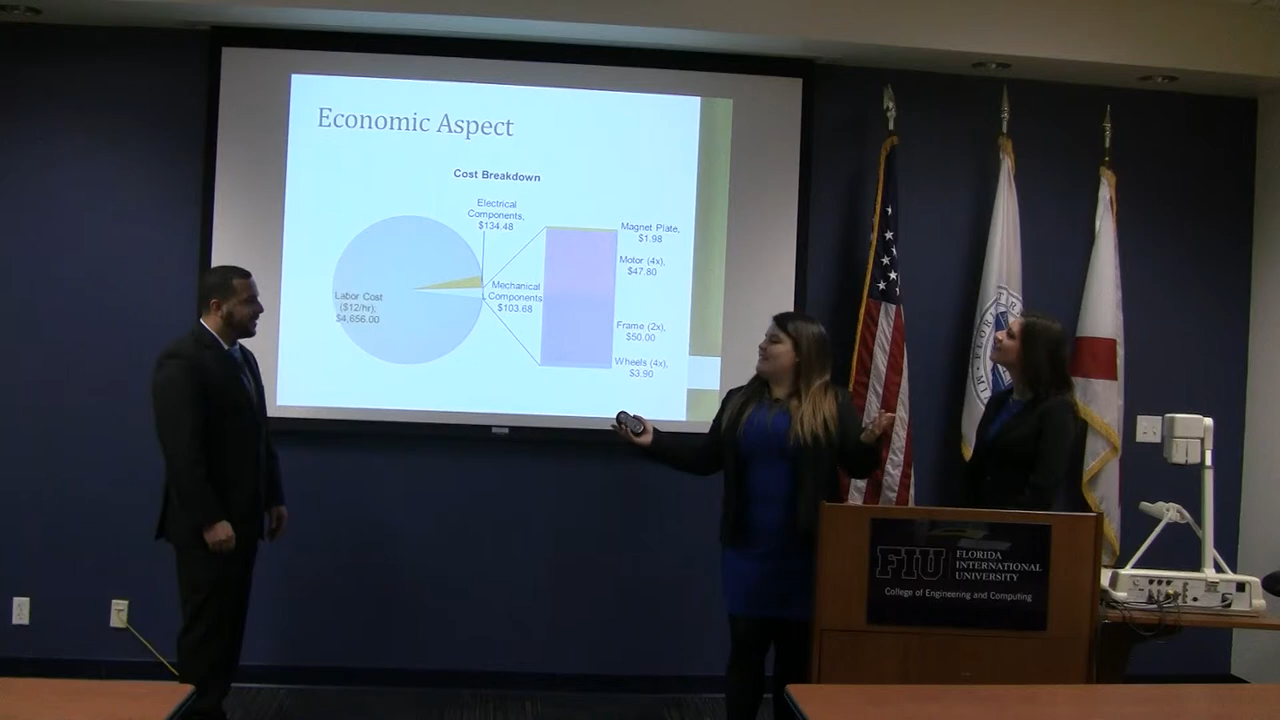 Economic Aspect
Cost Breakdown
Electrical
Components,
$134.48
Magnet Plate,
$1.98
Motor (4x),
$47.80
Mechanical
Components
$103.68
Labor Cost
($12/hr),
$4,656.00
Frame (2x),
$50.00
Wheels (4x),
$3.90
FIU
FLORIDA
INTERNATIONAL
UNIVERSITY
College of Engineering and Computing